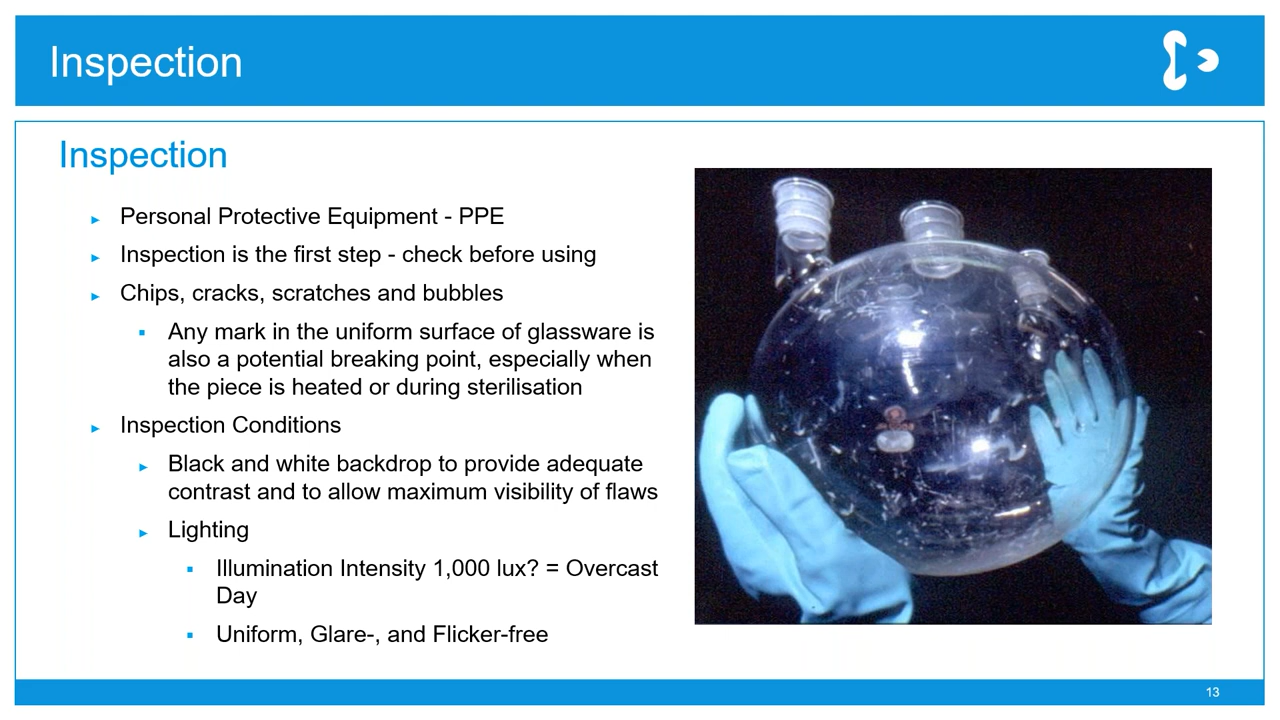 Inspection
Inspection
Personal Protective Equipment - PPE
Inspection is the first step - check before using
Chips, cracks, scratches and bubbles
Any mark in the uniform surface of glassware is
also a potential breaking point, especially when
the piece is heated or during sterilisation
Inspection Conditions
Black and white backdrop to provide adequate
contrast and to allow maximum visibility of flaws
Lighting
Illumination Intensity 1,000 lux? = Overcast
Day
Uniform, Glare-, and Flicker-free
13